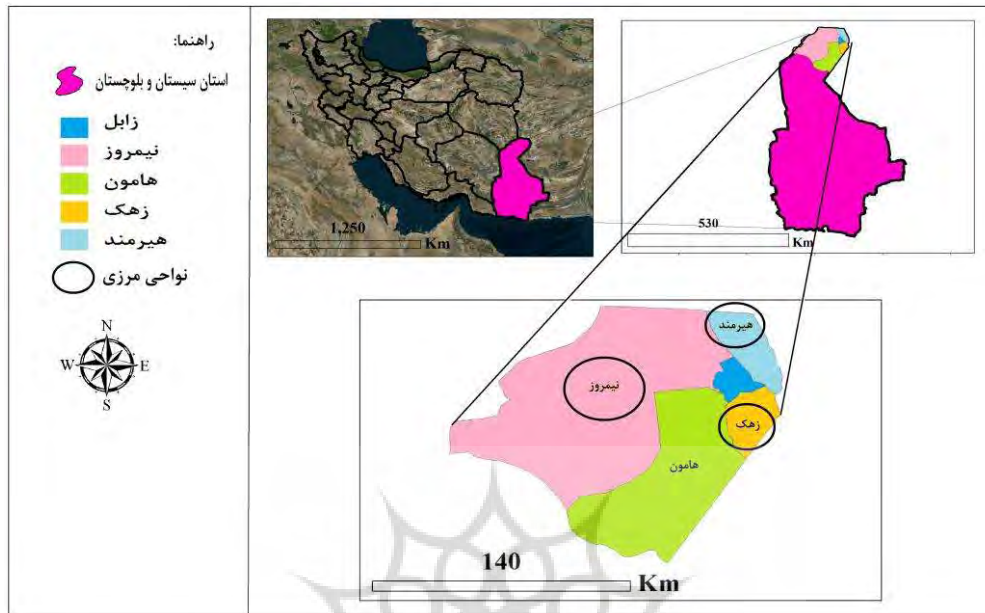 راهنما:
استان سیستان و بلوچستان
زابل
نیمروز
هامون
زهک
هیرمند
نواحی مرزی
N
W E
S
1,250
Km
530
Km
هیرمند
نیمروز
زهک
هامون
140
Km